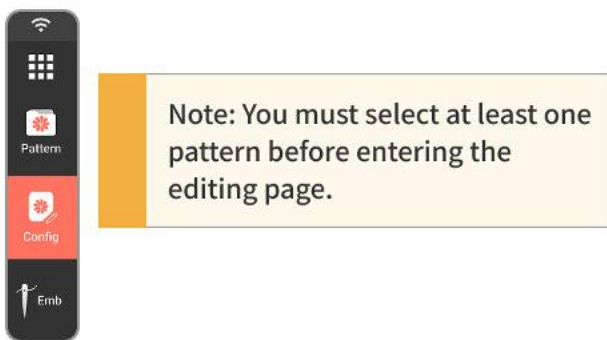 Pattern
Config
Emb
Note: You must select at least one
pattern before entering the
editing page.